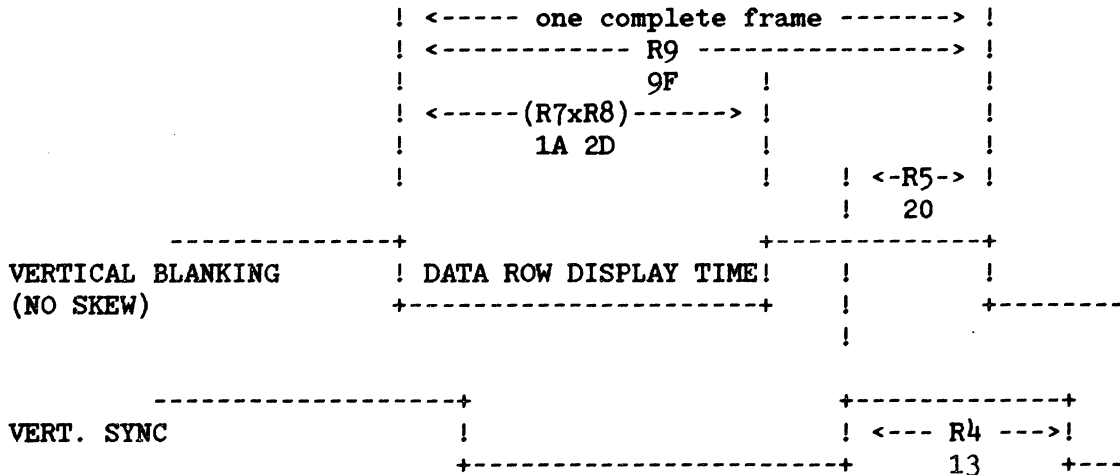 ! <----- one complete frame -------> !
! <------------ R9 ----------------> !
! 9F ! !
! <-----(R7xR8)------> ! !
! 1A 2D ! !
! ! ! <-R5-> !
! 20
--------------+ +-------------+
VERTICAL BLANKING ! DATA ROW DISPLAY TIME! ! !
(NO SKEW) +----------------------+ ! +--------
!
-------------------+ +-------------+
VERT. SYNC ! ! <--- R4 --->!
+-----------------------+ 13 +---